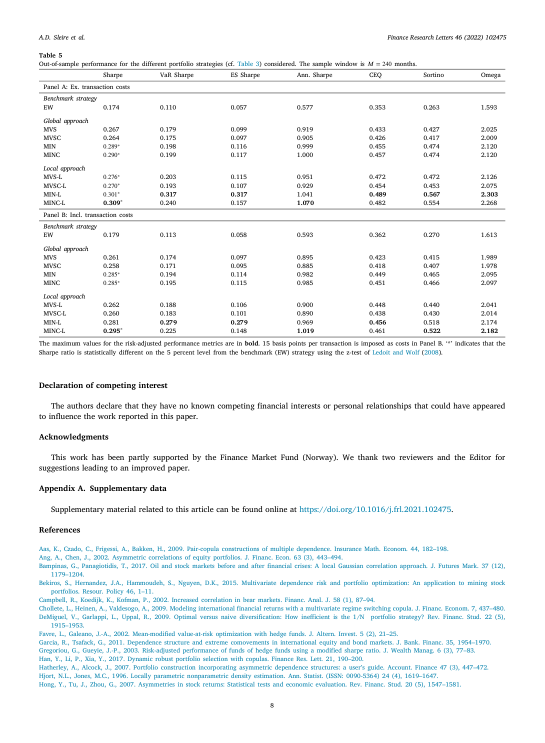 A.D. Sleire et al.
Finance Research Letters 46 (2022) 102475
Table 5
Out-of-sample performance for the different portfolio strategies (cf. Table 3) considered. The sample window is M = 240 months.
Sharpe VaR Sharpe ES Sharpe Ann. Sharpe CEQ Sortino Omega
Panel A: Ex. transaction costs
Benchmark strategy
EW 0.174 0.110 0.057 0.577 0.353 0.263 1.593
Global approach
MVS 0.267 0.179 0.099 0.919 0.433 0.427 2.025
MVSC 0.264 0.175 0.097 0.905 0.426 0.417 2.009
MIN 0.289* 0.198 0.116 0.999 0.455 0.474 2.120
MINC 0.290* 0.199 0.117 1.000 0.457 0.474 2.120
Local approach
MVS-L 0.276* 0.203 0.115 0.951 0.472 0.472 2.126
MVSC-L 0.270* 0.193 0.107 0.929 0.454 0.453 2.075
MIN-L 0.301* 0.317 0.317 1.041 0.489 0.567 2.303
MINC-L 0.309* 0.240 0.157 1.070 0.482 0.554 2.268
Panel B: Incl. transaction costs
Benchmark strategy
EW 0.179 0.113 0.058 0.593 0.362 0.270 1.613
Global approach
MVS 0.261 0.174 0.097 0.895 0.423 0.415 1.989
MVSC 0.258 0.171 0.095 0.885 0.418 0.407 1.978
MIN 0.285* 0.194 0.114 0.982 0.449 0.465 2.095
MINC 0.285* 0.195 0.115 0.985 0.451 0.466 2.097
Local approach
MVS-L 0.262 0.188 0.106 0.900 0.448 0.440 2.041
MVSC-L 0.260 0.183 0.101 0.890 0.438 0.430 2.014
MIN-L 0.281 0.279 0.279 0.969 0.456 0.518 2.174
MINC-L 0.295* 0.225 0.148 1.019 0.461 0.522 2.182
The maximum values for the risk-adjusted performance metrics are in bold. 15 basis points per transaction is imposed as costs in Panel B. '*' indicates that the
Sharpe ratio is statistically different on the 5 percent level from the benchmark (EW) strategy using the z-test of Ledoit and Wolf (2008).
Declaration of competing interest
The authors declare that they have no known competing financial interests or personal relationships that could have appeared
to influence the work reported in this paper.
Acknowledgments
This work has been partly supported by the Finance Market Fund (Norway). We thank two reviewers and the Editor for
suggestions leading to an improved paper.
Appendix A. Supplementary data
Supplementary material related to this article can be found online at https://doi.org/10.1016/j.frl.2021.102475.
References
Aas, K., Czado, C., Frigessi, A., Bakken, H., 2009. Pair-copula constructions of multiple dependence. Insurance Math. Econom. 44, 182–198.
Ang, A., Chen, J., 2002. Asymmetric correlations of equity portfolios. J. Financ. Econ. 63 (3), 443–494.
Bampinas, G., Panagiotidis, T., 2017. Oil and stock markets before and after financial crises: A local Gaussian correlation approach. J. Futures Mark. 37 (12),
1179–1204.
Bekiros, S., Hernandez, J.A., Hammoudeh, S., Nguyen, D.K., 2015. Multivariate dependence risk and portfolio optimization: An application to mining stock
portfolios. Resour. Policy 46, 1–11.
Campbell, R., Koedijk, K., Kofman, P., 2002. Increased correlation in bear markets. Financ. Anal. J. 58 (1), 87–94.
Chollete, L., Heinen, A., Valdesogo, A., 2009. Modeling international financial returns with a multivariate regime switching copula. J. Financ. Econom. 7, 437–480.
DeMiguel, V., Garlappi, L., Uppal, R., 2009. Optimal versus naive diversification: How inefficient is the 1/N portfolio strategy? Rev. Financ. Stud. 22 (5),
1915–1953.
Favre, L., Galeano, J.-A., 2002. Mean-modified value-at-risk optimization with hedge funds. J. Altern. Invest. 5 (2), 21–25.
Garcia, R., Tsafack, G., 2011. Dependence structure and extreme comovements in international equity and bond markets. J. Bank. Financ. 35, 1954–1970.
Gregoriou, G., Gueyie, J.-P., 2003. Risk-adjusted performance of funds of hedge funds using a modified sharpe ratio. J. Wealth Manag. 6 (3), 77–83.
Han, Y., Li, P., Xia, Y., 2017. Dynamic robust portfolio selection with copulas. Finance Res. Lett. 21, 190–200.
Hatherley, A., Alcock, J., 2007. Portfolio construction incorporating asymmetric dependence structures: a user's guide. Account. Finance 47 (3), 447–472.
Hjort, N.L., Jones, M.C., 1996. Locally parametric nonparametric density estimation. Ann. Statist. (ISSN: 0090-5364) 24 (4), 1619–1647.
Hong, Y., Tu, J., Zhou, G., 2007. Asymmetries in stock returns: Statistical tests and economic evaluation. Rev. Financ. Stud. 20 (5), 1547–1581.
8